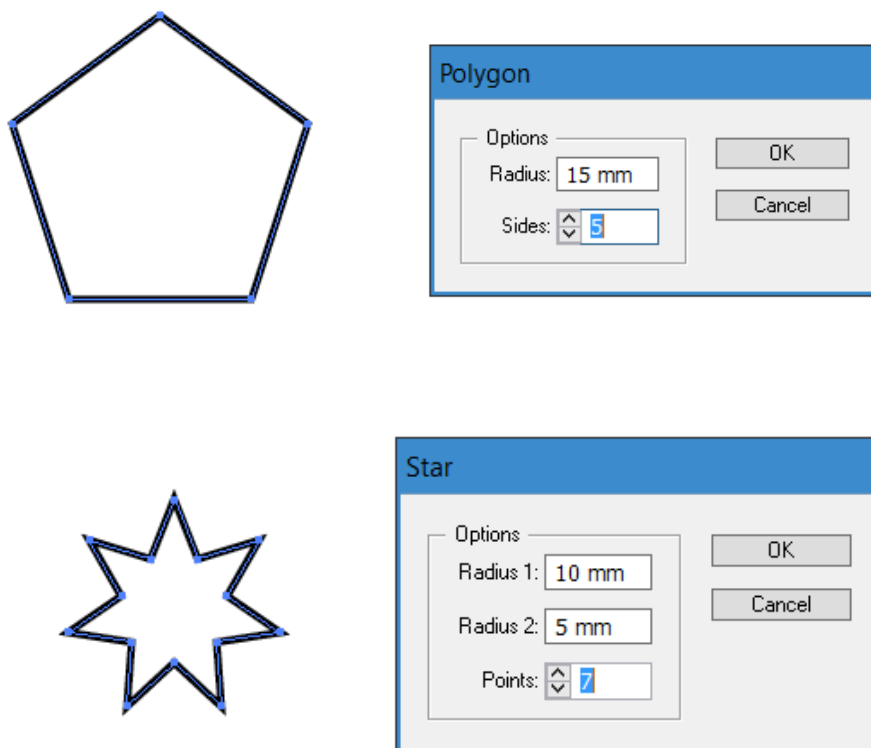 Polygon
Options
Radius: 15 mm
OK
Sides: 5
Cancel
Star
Options
Radius 1: 10 mm
OK
Radius 2: 5 mm
Cancel
Points: 7